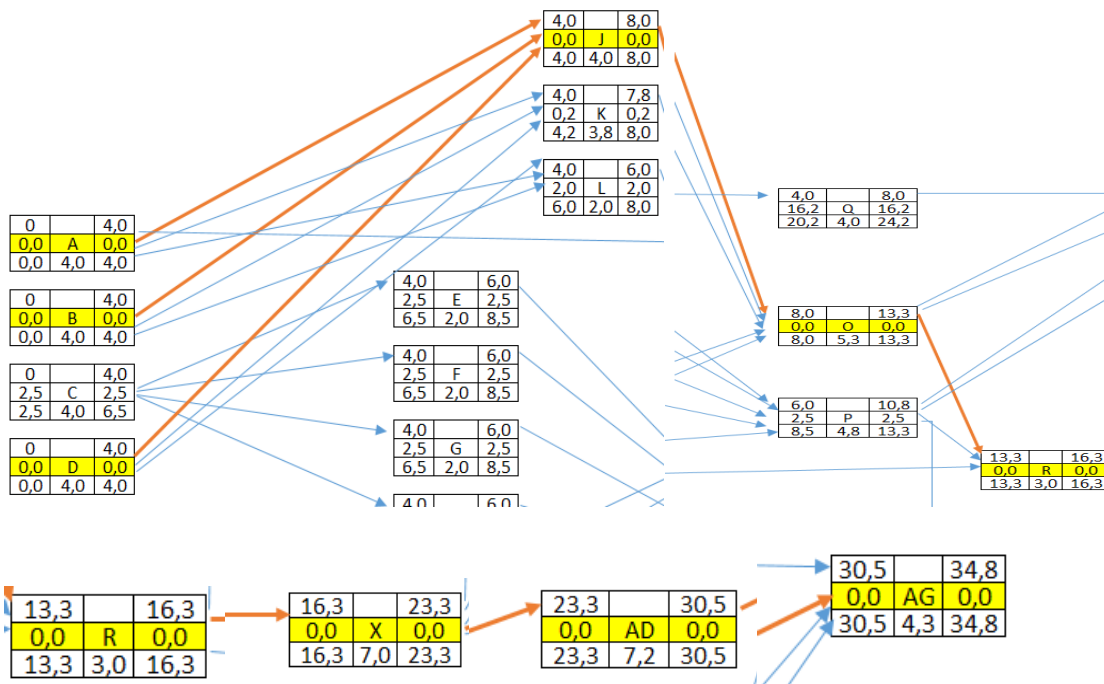 4,0 8,0
0,0 J 0,0
4,0 4,0 8,0
4,0 7,8
0,2 K 0,2
4,2 3,8 8,0
4,0 6,0
2,0 L 2,0
6,0 2,0 8,0
4,0 8,0
16,2 Q 16,2
20,2 4,0 24,2
0 4,0
0,0 A 0,0
0,0 4,0 4,0
4,0 6,0
2,5 E 2,5
6,5 2,0 8,5
0 4,0
0,0 B 0,0
0,0 4,0 4,0
8,0 13,3
0,0 O 0,0
8,0 5,3 13,3
4,0 6,0
2,5 F 2,5
6,5 2,0 8,5
0 4,0
2,5 C 2,5
2,5 4,0 6,5
6,0 10,8
2,5 P 2,5
8,5 4,8 13,3
4,0 6,0
2,5 G 2,5
6,5 2,0 8,5
0 4,0
0,0 D 0,0
0,0 4,0 4,0
13,3 16,3
0,0 R 0,0
13,3 3,0 16,3
4,0 6,0
13,3 16,3
0,0 R 0,0
13,3 3,0 16,3
16,3 23,3
0,0 X 0,0
16,3 7,0 23,3
23,3 30,5
0,0 AD 0,0
23,3 7,2 30,5
30,5 34,8
0,0 AG 0,0
30,5 4,3 34,8